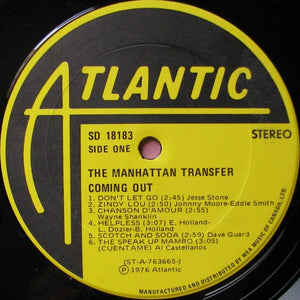 ATLANTIC
SD 18183
SIDE ONE
STEREO
THE MANHATTAN TRANSFER
COMING OUT
1. DON'T LET GO (2:45) Jesse Stone
2. ZINDY LOU (2:50) Johnny Moore-Eddie Smith
3. CHANSON D'AMOUR (2:55)
Wayne Shanklin
4. HELPLESS (3:07) E. Holland-
L. Dozier-B. Holland
5. SCOTCH AND SODA (2:50) Dave Guard
6. THE SPEAK UP MAMBO (3:05)
(CUENTAME) Al Castellanos
(ST-A-763665-)
Ⓟ 1976 Atlantic
MANUFACTURED AND DISTRIBUTED BY WEA MUSIC OF CANADA, LTD.